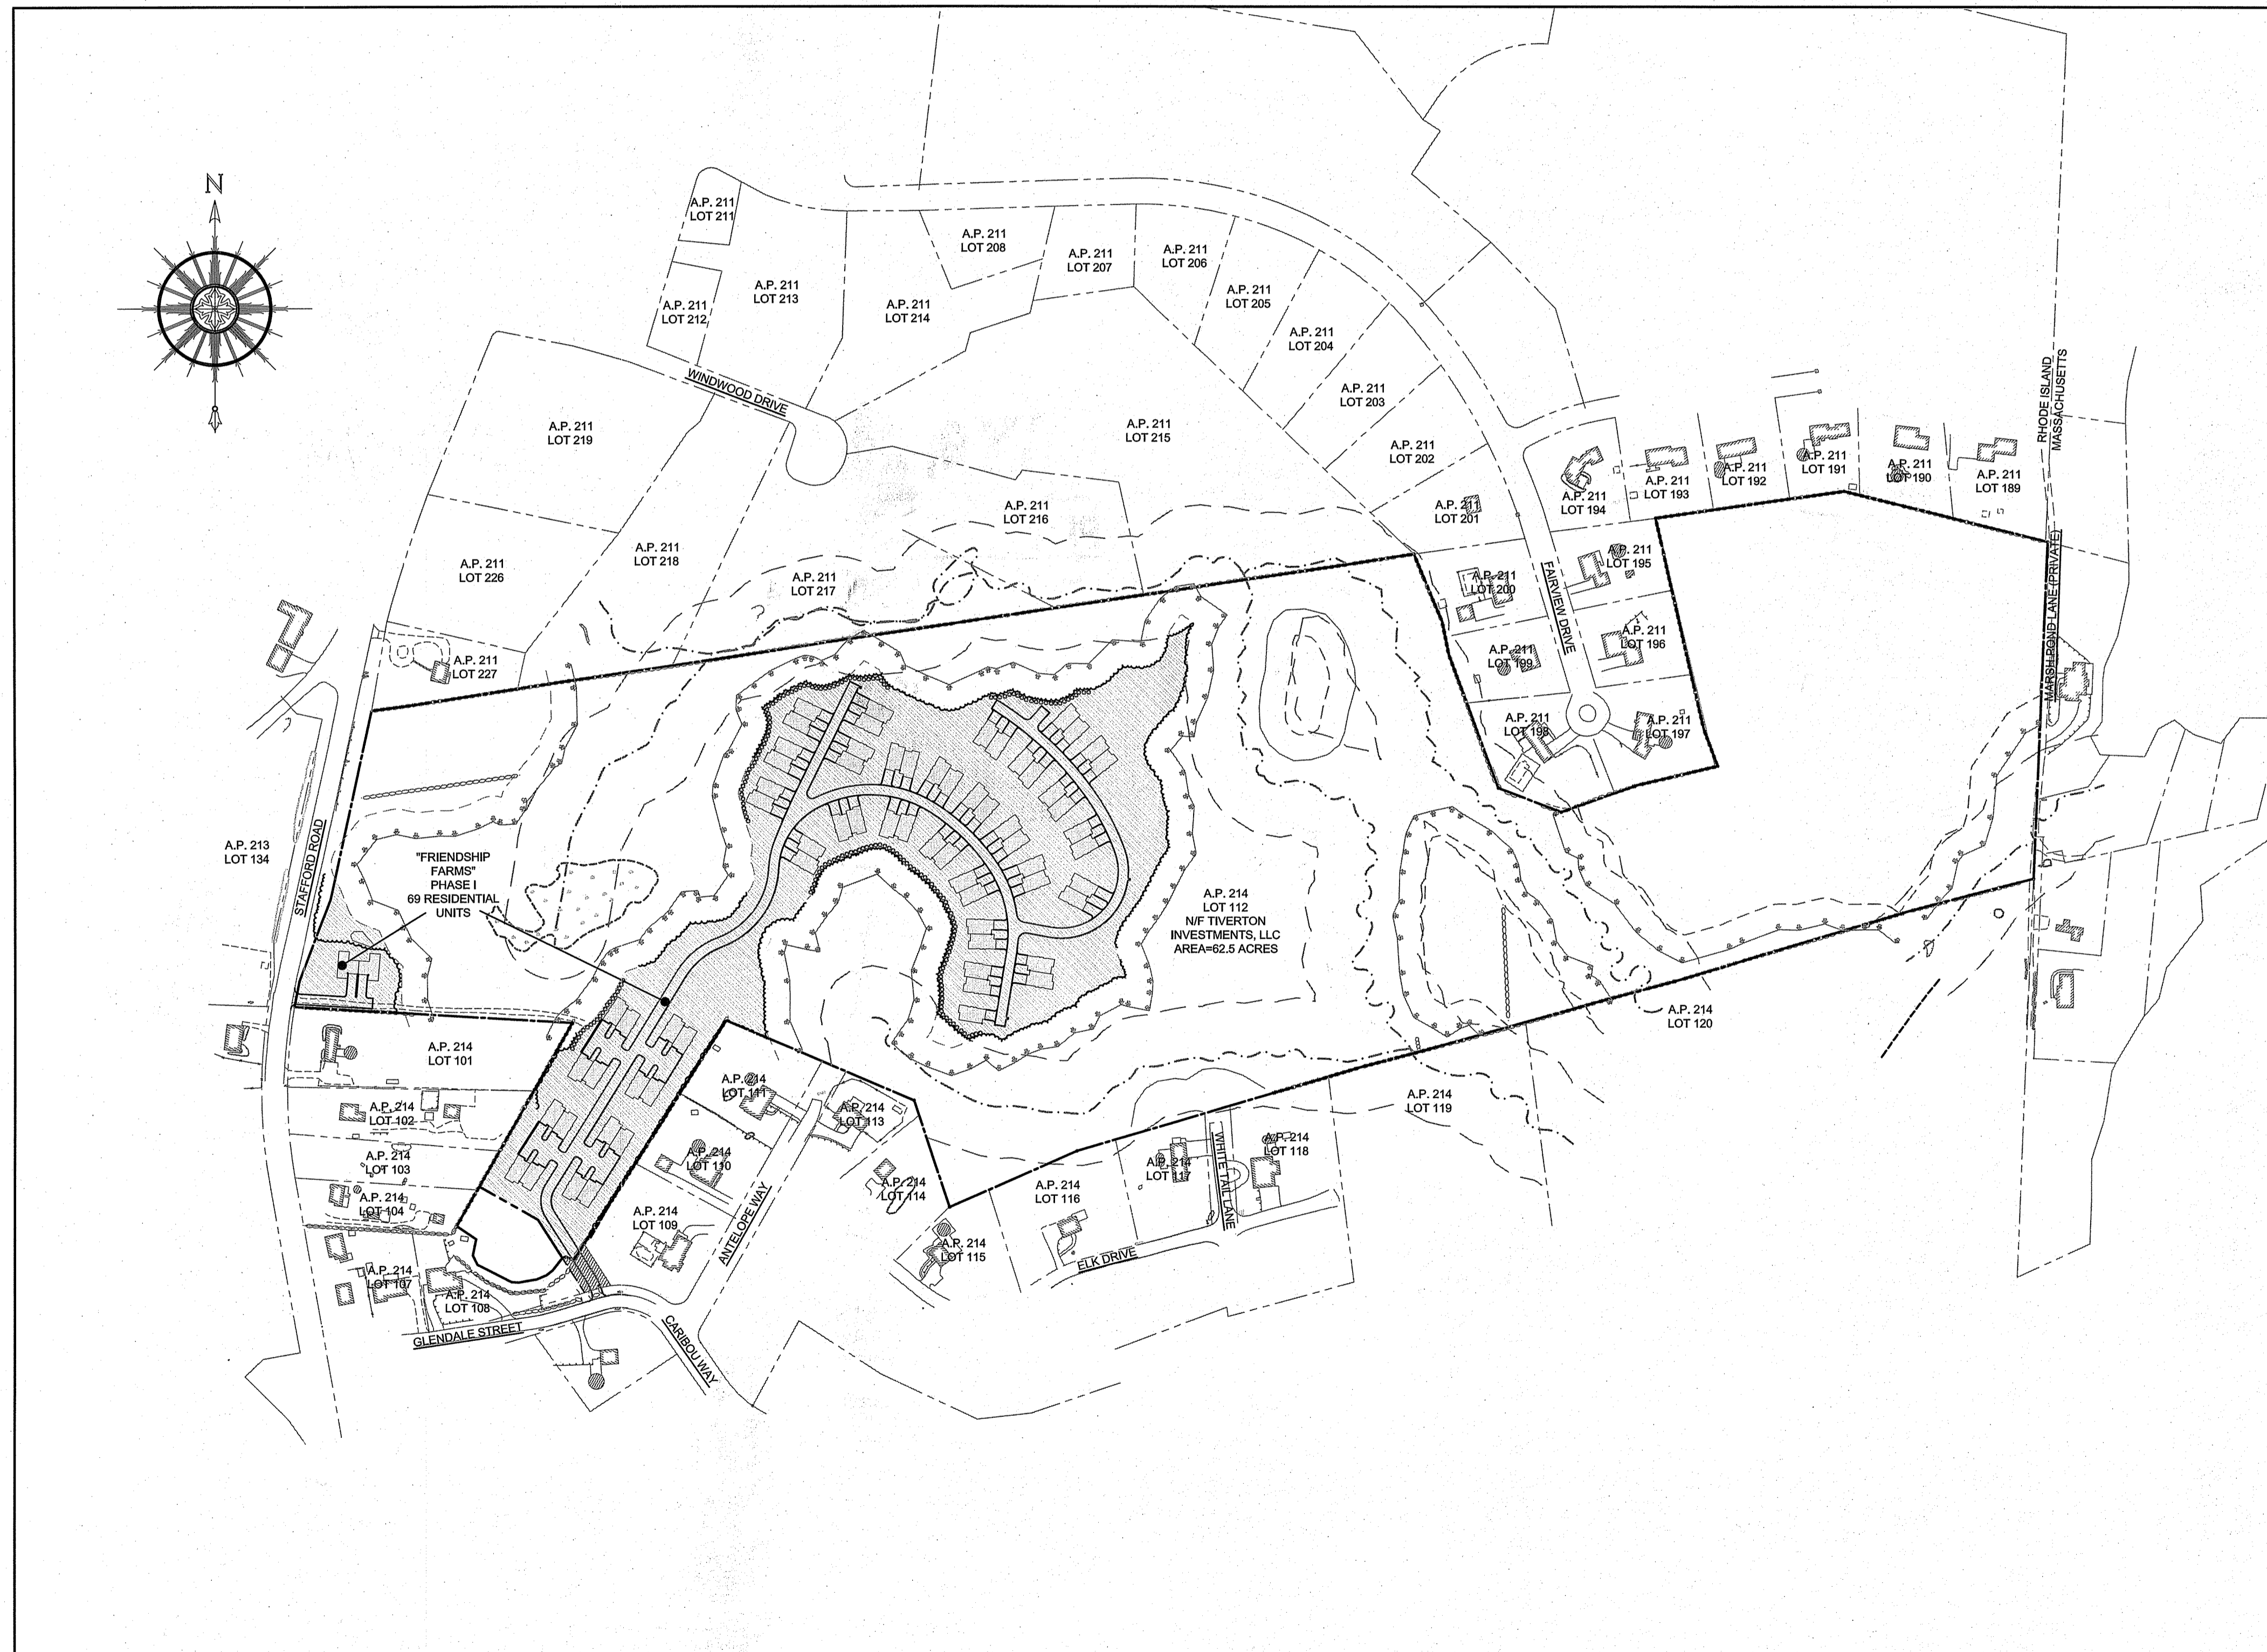 N
A.P. 211
LOT 211
A.P. 211
LOT 208
A.P. 211
LOT 207
A.P. 211
LOT 206
A.P. 211
LOT 213
A.P. 211
LOT 212
A.P. 211
LOT 214
A.P. 211
LOT 205
A.P. 211
LOT 204
WINDWOOD DRIVE
A.P. 211
LOT 203
A.P. 211
LOT 219
A.P. 211
LOT 215
A.P. 211
LOT 202
RHODE ISLAND
MASSACHUSETTS
A.P. 211
LOT 194
A.P. 211
LOT 193
A.P. 211
LOT 192
A.P. 211
LOT 191
A.P. 211
LOT 190
A.P. 211
LOT 189
A.P. 211
LOT 216
A.P. 211
LOT 201
A.P. 211
LOT 226
A.P. 211
LOT 218
A.P. 211
LOT 217
A.P. 211
LOT 200
FAIRVIEW DRIVE
A.P. 211
LOT 195
MARSH POND LANE (PRIVATE)
A.P. 211
LOT 227
A.P. 211
LOT 199
A.P. 211
LOT 196
A.P. 211
LOT 198
A.P. 211
LOT 197
A.P. 213
LOT 134
STAFFORD ROAD
"FRIENDSHIP
FARMS"
PHASE I
69 RESIDENTIAL
UNITS
A.P. 214
LOT 112
N/F TIVERTON
INVESTMENTS, LLC
AREA=62.5 ACRES
A.P. 214
LOT 120
A.P. 214
LOT 101
A.P. 214
LOT 111
A.P. 214
LOT 113
A.P. 214
LOT 119
A.P. 214
LOT 102
A.P. 214
LOT 103
A.P. 214
LOT 110
A.P. 214
LOT 114
A.P. 214
LOT 116
A.P. 214
LOT 117
WHITE TAIL LANE
A.P. 214
LOT 118
A.P. 214
LOT 104
A.P. 214
LOT 109
ANTELOPE WAY
A.P. 214
LOT 115
ELK DRIVE
A.P. 214
LOT 107
A.P. 214
LOT 108
GLENDALE STREET
CARIBOU WAY